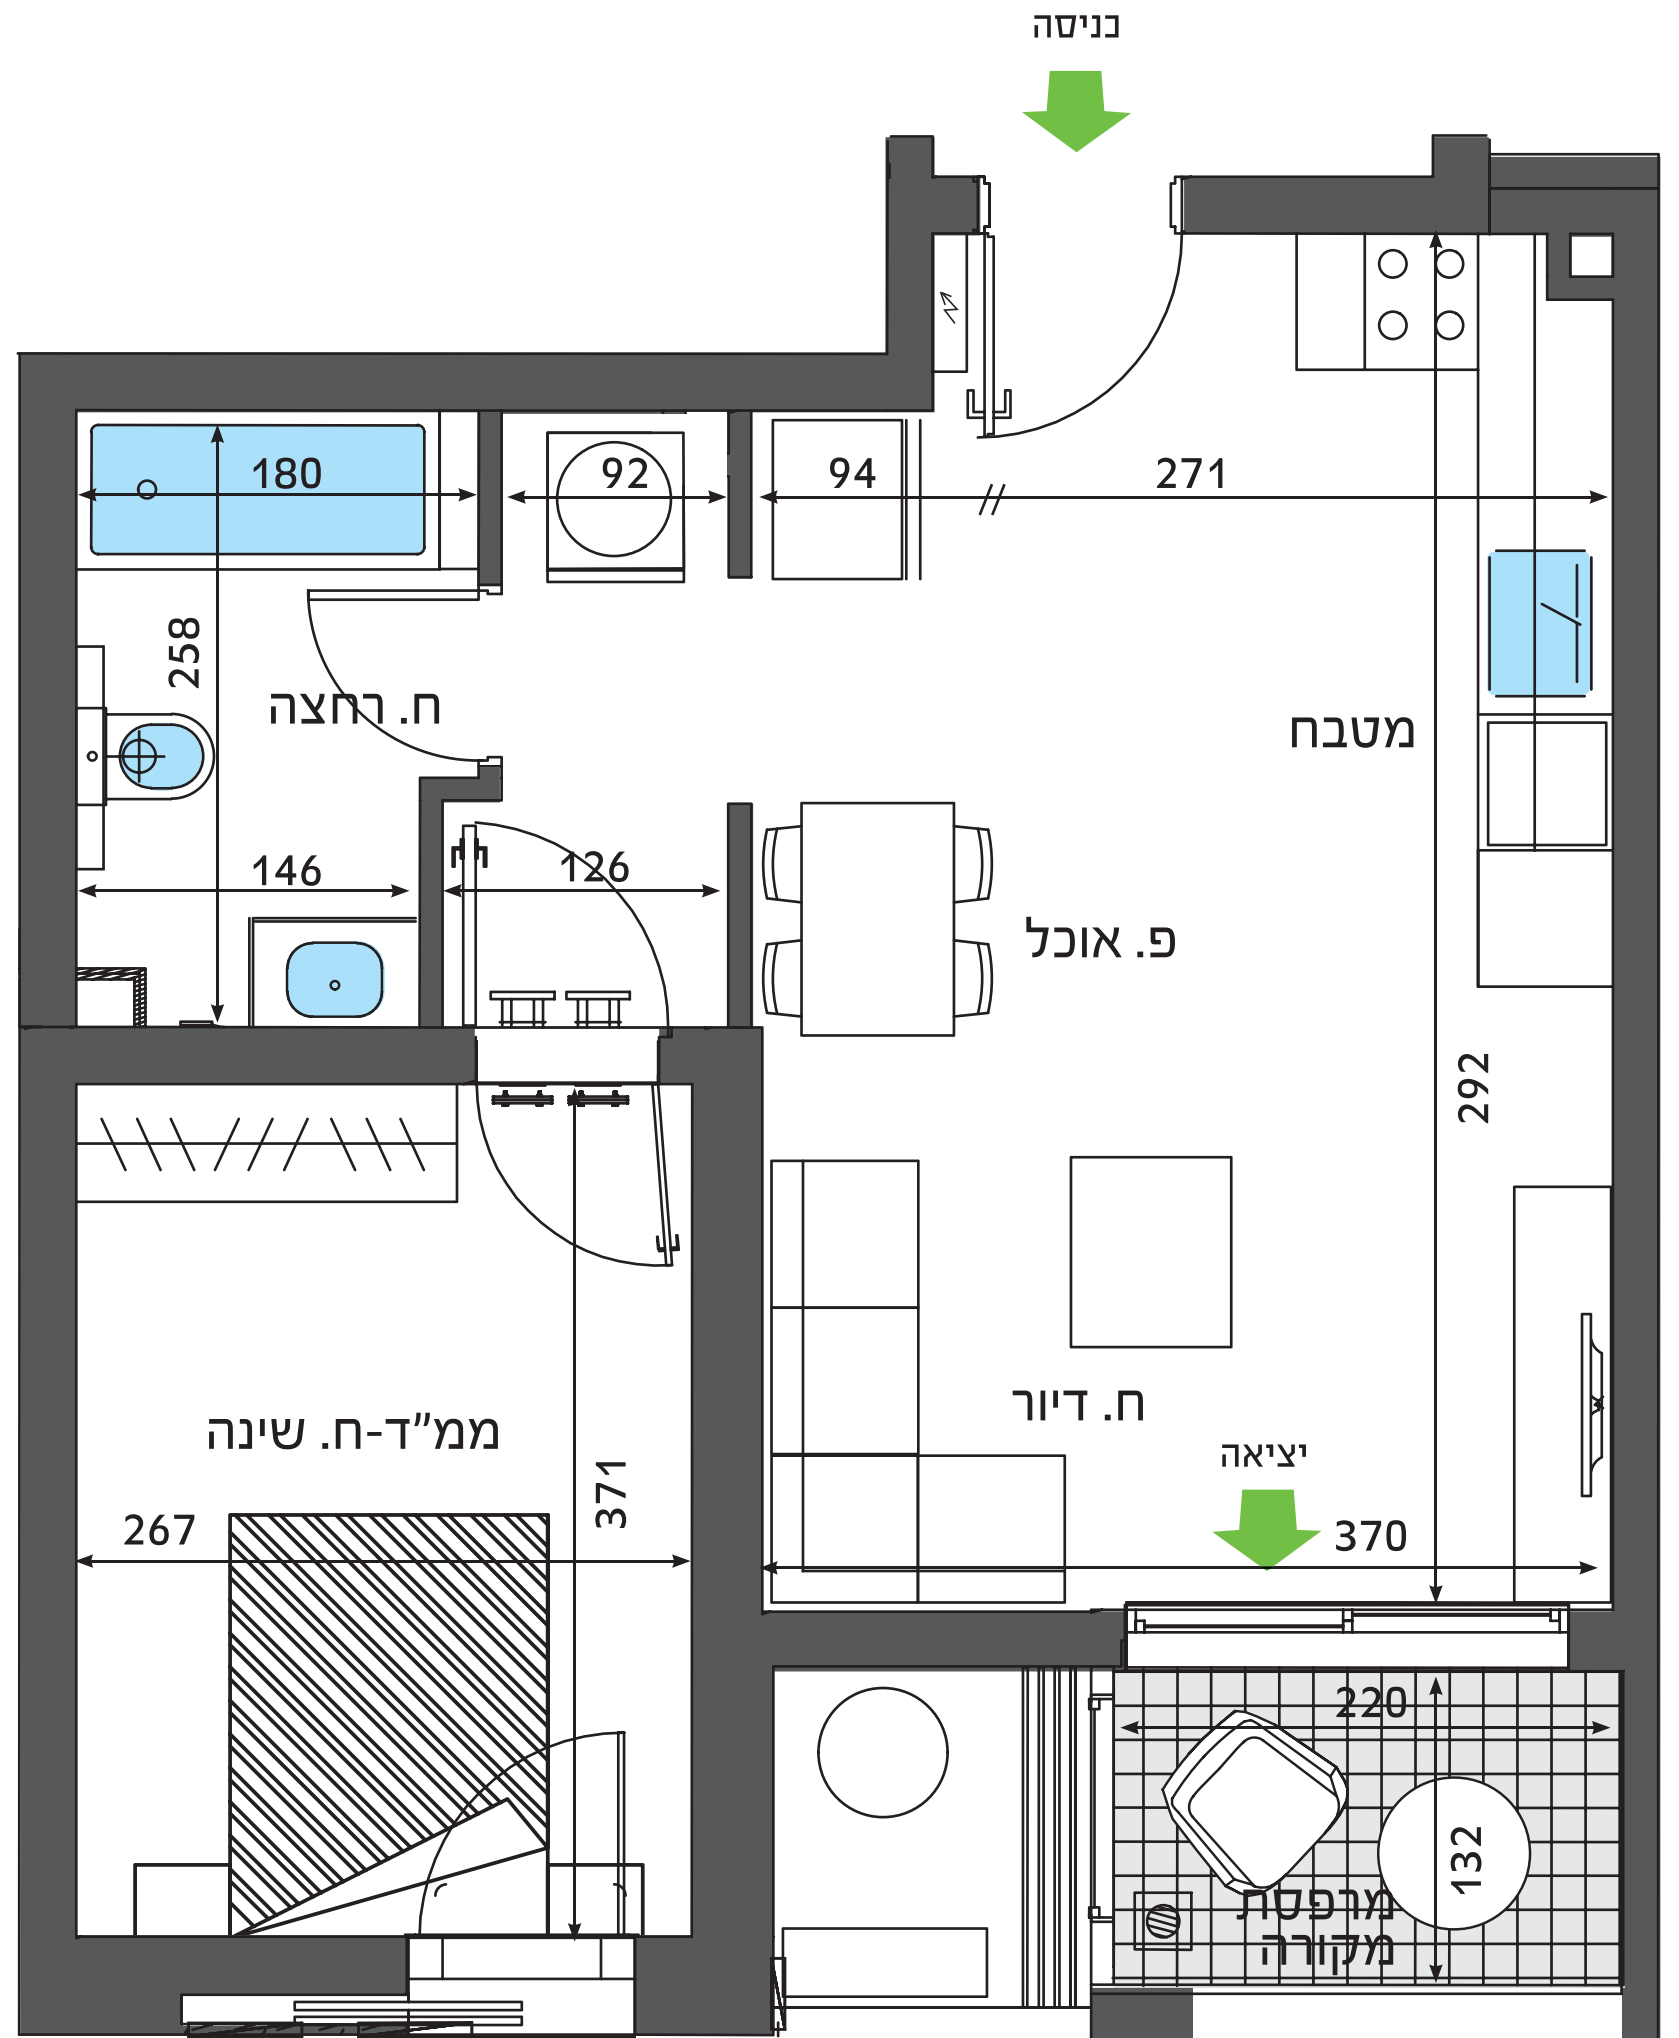 כניסה
180
92
94
271
258
ח. רחצה
מטבח
146
126
פ. אוכל
292
ח. דיור
ממ"ד-ח. שינה
יציאה
371
267
370
220
132
מרפסת
מקורה